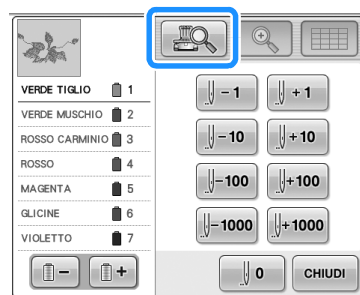 VERDE TIGLIO 1
VERDE MUSCHIO 2
ROSSO CARMINIO 3
ROSSO 4
MAGENTA 5
GLICINE 6
VIOLETTO 7
- +
-1 +1
-10 +10
-100 +100
-1000 +1000
0 CHIUDI